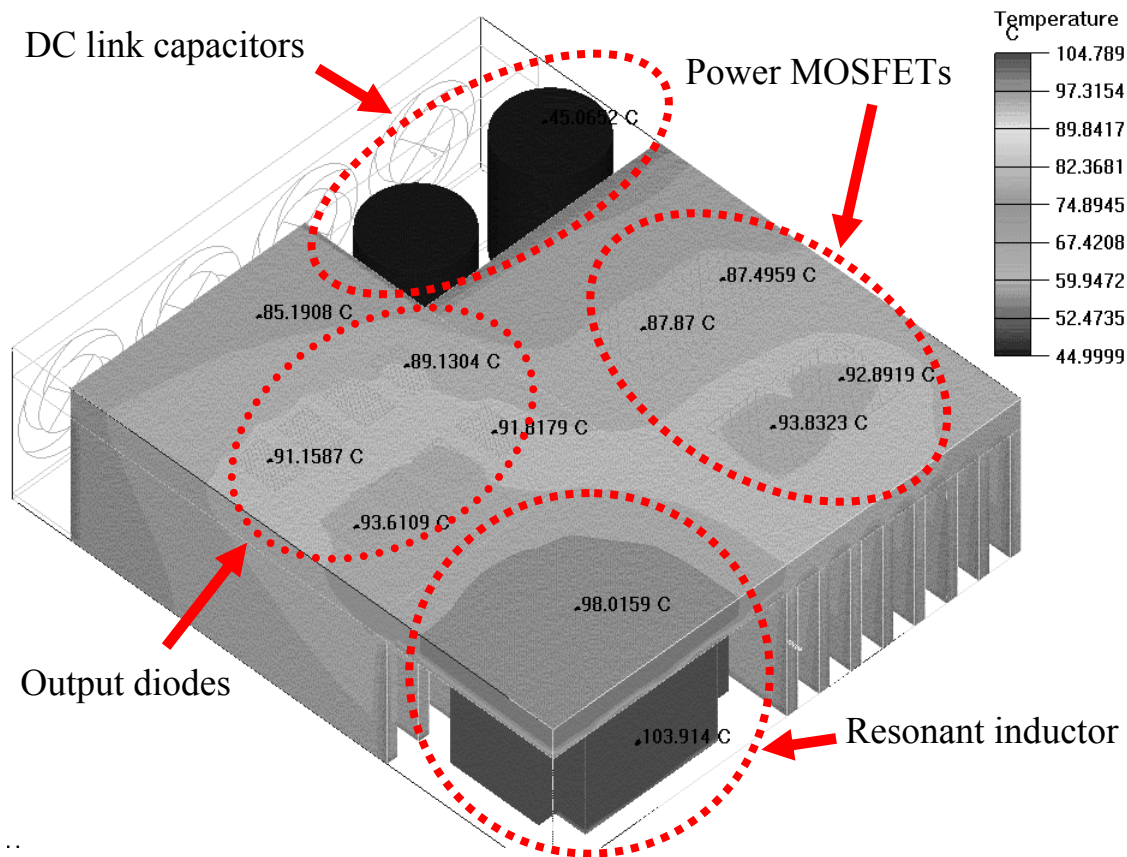 DC link capacitors
Power MOSFETs
Temperature
C
104.789
97.3154
89.8417
82.3681
74.8945
67.4208
59.9472
52.4735
44.9999
45.0652 C
87.4959 C
87.87 C
85.1908 C
89.1304 C
92.8919 C
91.8179 C
93.8323 C
91.1587 C
93.6109 C
98.0159 C
Output diodes
103.914 C
Resonant inductor
..